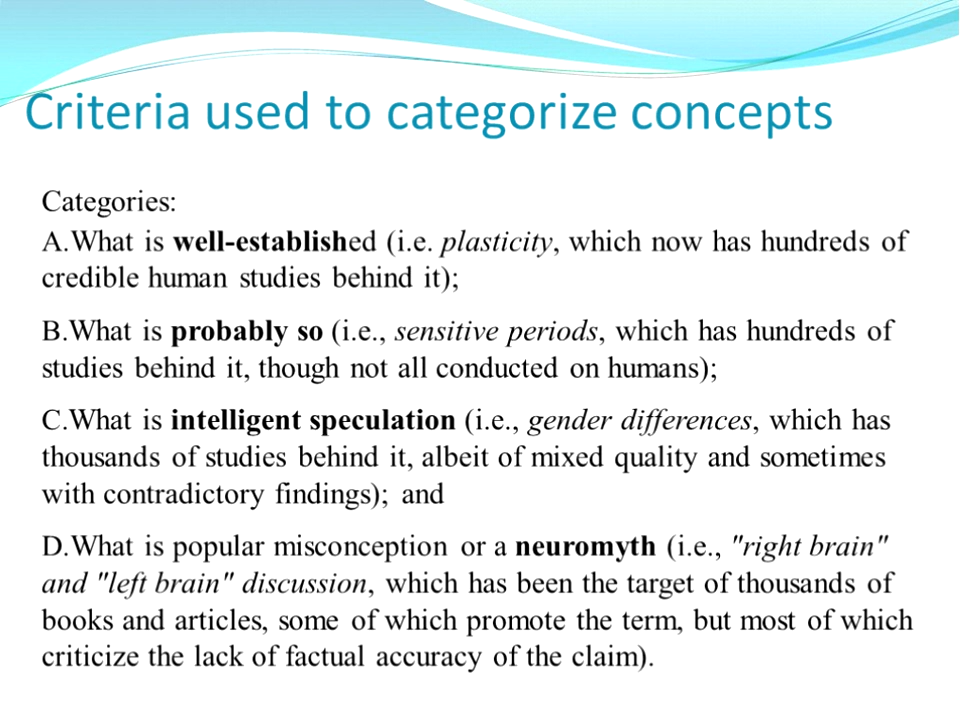 Criteria used to categorize concepts
Categories:
A.What is well-established (i.e. plasticity, which now has hundreds of
credible human studies behind it);
B.What is probably so (i.e., sensitive periods, which has hundreds of
studies behind it, though not all conducted on humans);
C.What is intelligent speculation (i.e., gender differences, which has
thousands of studies behind it, albeit of mixed quality and sometimes
with contradictory findings); and
D.What is popular misconception or a neuromyth (i.e., "right brain"
and "left brain" discussion, which has been the target of thousands of
books and articles, some of which promote the term, but most of which
criticize the lack of factual accuracy of the claim).